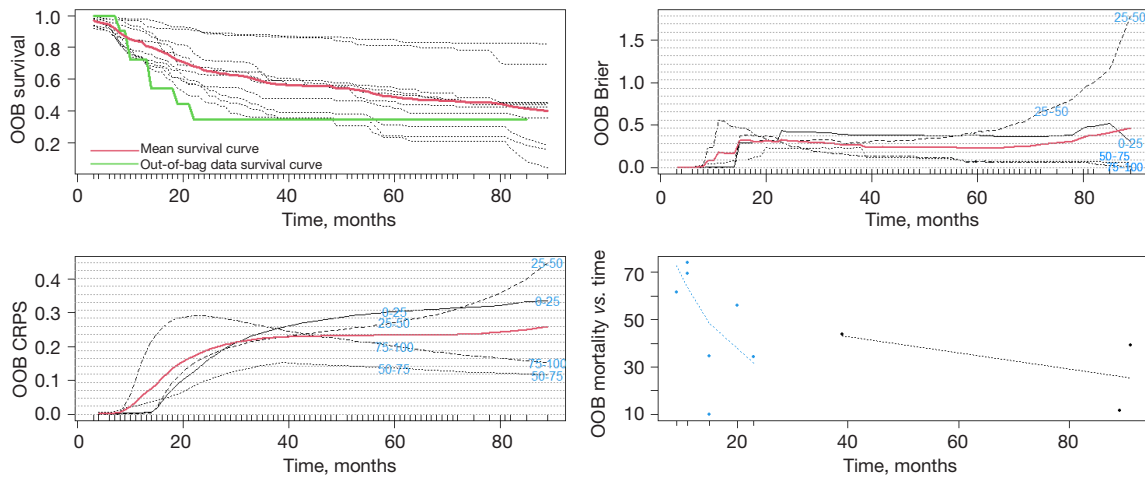 1.0
0.8
0.6
0.4
0.2
OOB survival
Mean survival curve
Out-of-bag data survival curve
0 20 40 60 80
Time, months
1.5
1.0
0.5
0.0
OOB Brier
25-50
25-50
0-25
50-75
75-100
0 20 40 60 80
Time, months
0.4
0.3
0.2
0.1
0.0
OOB CRPS
25-50
0-25
0-25
25-50
75-100
75-100
50-75
50-75
0 20 40 60 80
Time, months
70
50
30
10
OOB mortality vs. time
20 40 60 80
Time, months